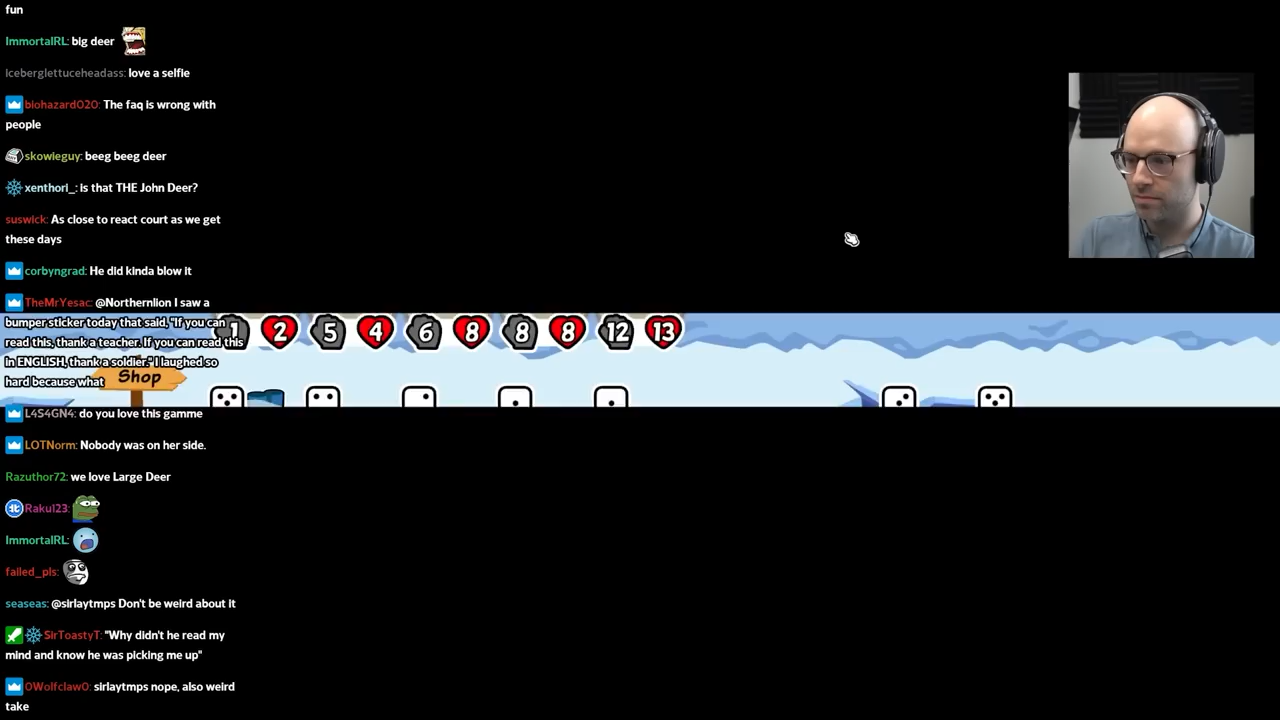 fun
ImmortalRL: big deer
iceberglettuceheadass: love a selfie
biohazard020: The faq is wrong with
people
skowieguy: beeg beeg deer
xenthori_: is that THE John Deer?
suswick: As close to react court as we get
these days
corbyngrad: He did kinda blow it
TheMrYesac: @Northernlion I saw a
bumper sticker today that said, "If you can
read this, thank a teacher. If you can read this
in ENGLISH, thank a soldier." I laughed so
hard because what
1 2 5 4 6 8 8 8 12 13
Shop
L4S4GN4: do you love this gamme
LOTNorm: Nobody was on her side.
Razuthor72: we love Large Deer
Rakul23:
ImmortalRL:
failed_pls:
seaseas: @sirlaytmps Don't be weird about it
SirToastyT: "Why didn't he read my
mind and know he was picking me up"
0Wolfclaw0: sirlaytmps nope, also weird
take